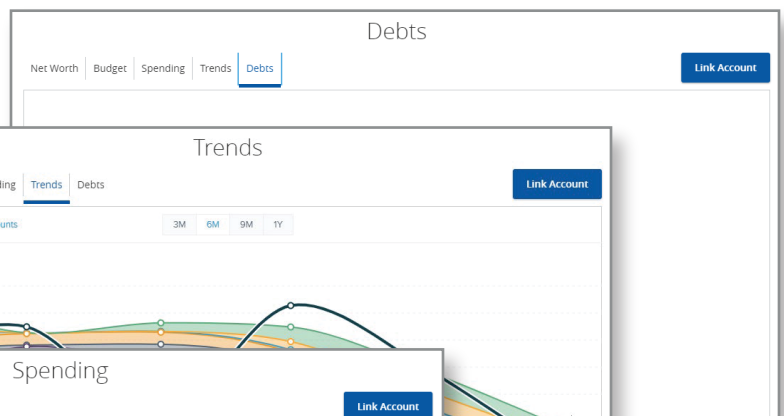 Debts
Net Worth Budget Spending Trends Debts
Link Account
Trends
Trends Debts
Link Account
3M 6M 9M 1Y
Spending
Link Account